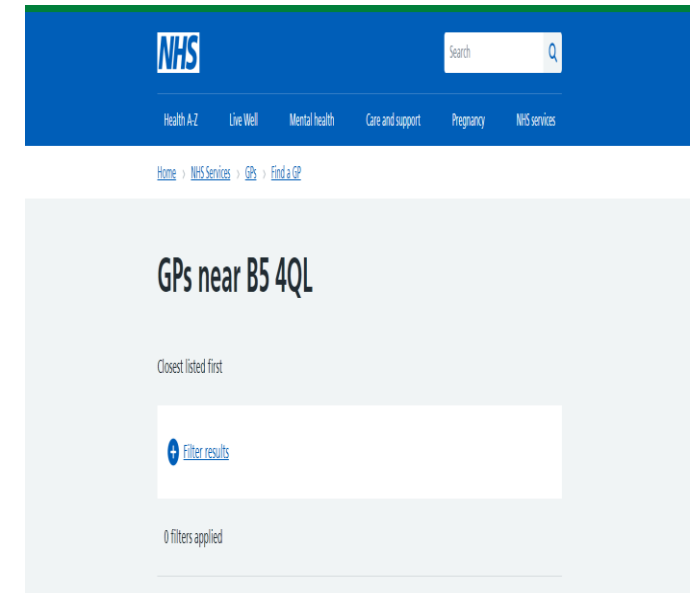 NHS
Search
Health A-Z Live Well Mental health Care and support Pregnancy NHS services
Home > NHS Services > GPs > Find a GP
GPs near B5 4QL
Closest listed first
Filter results
0 filters applied